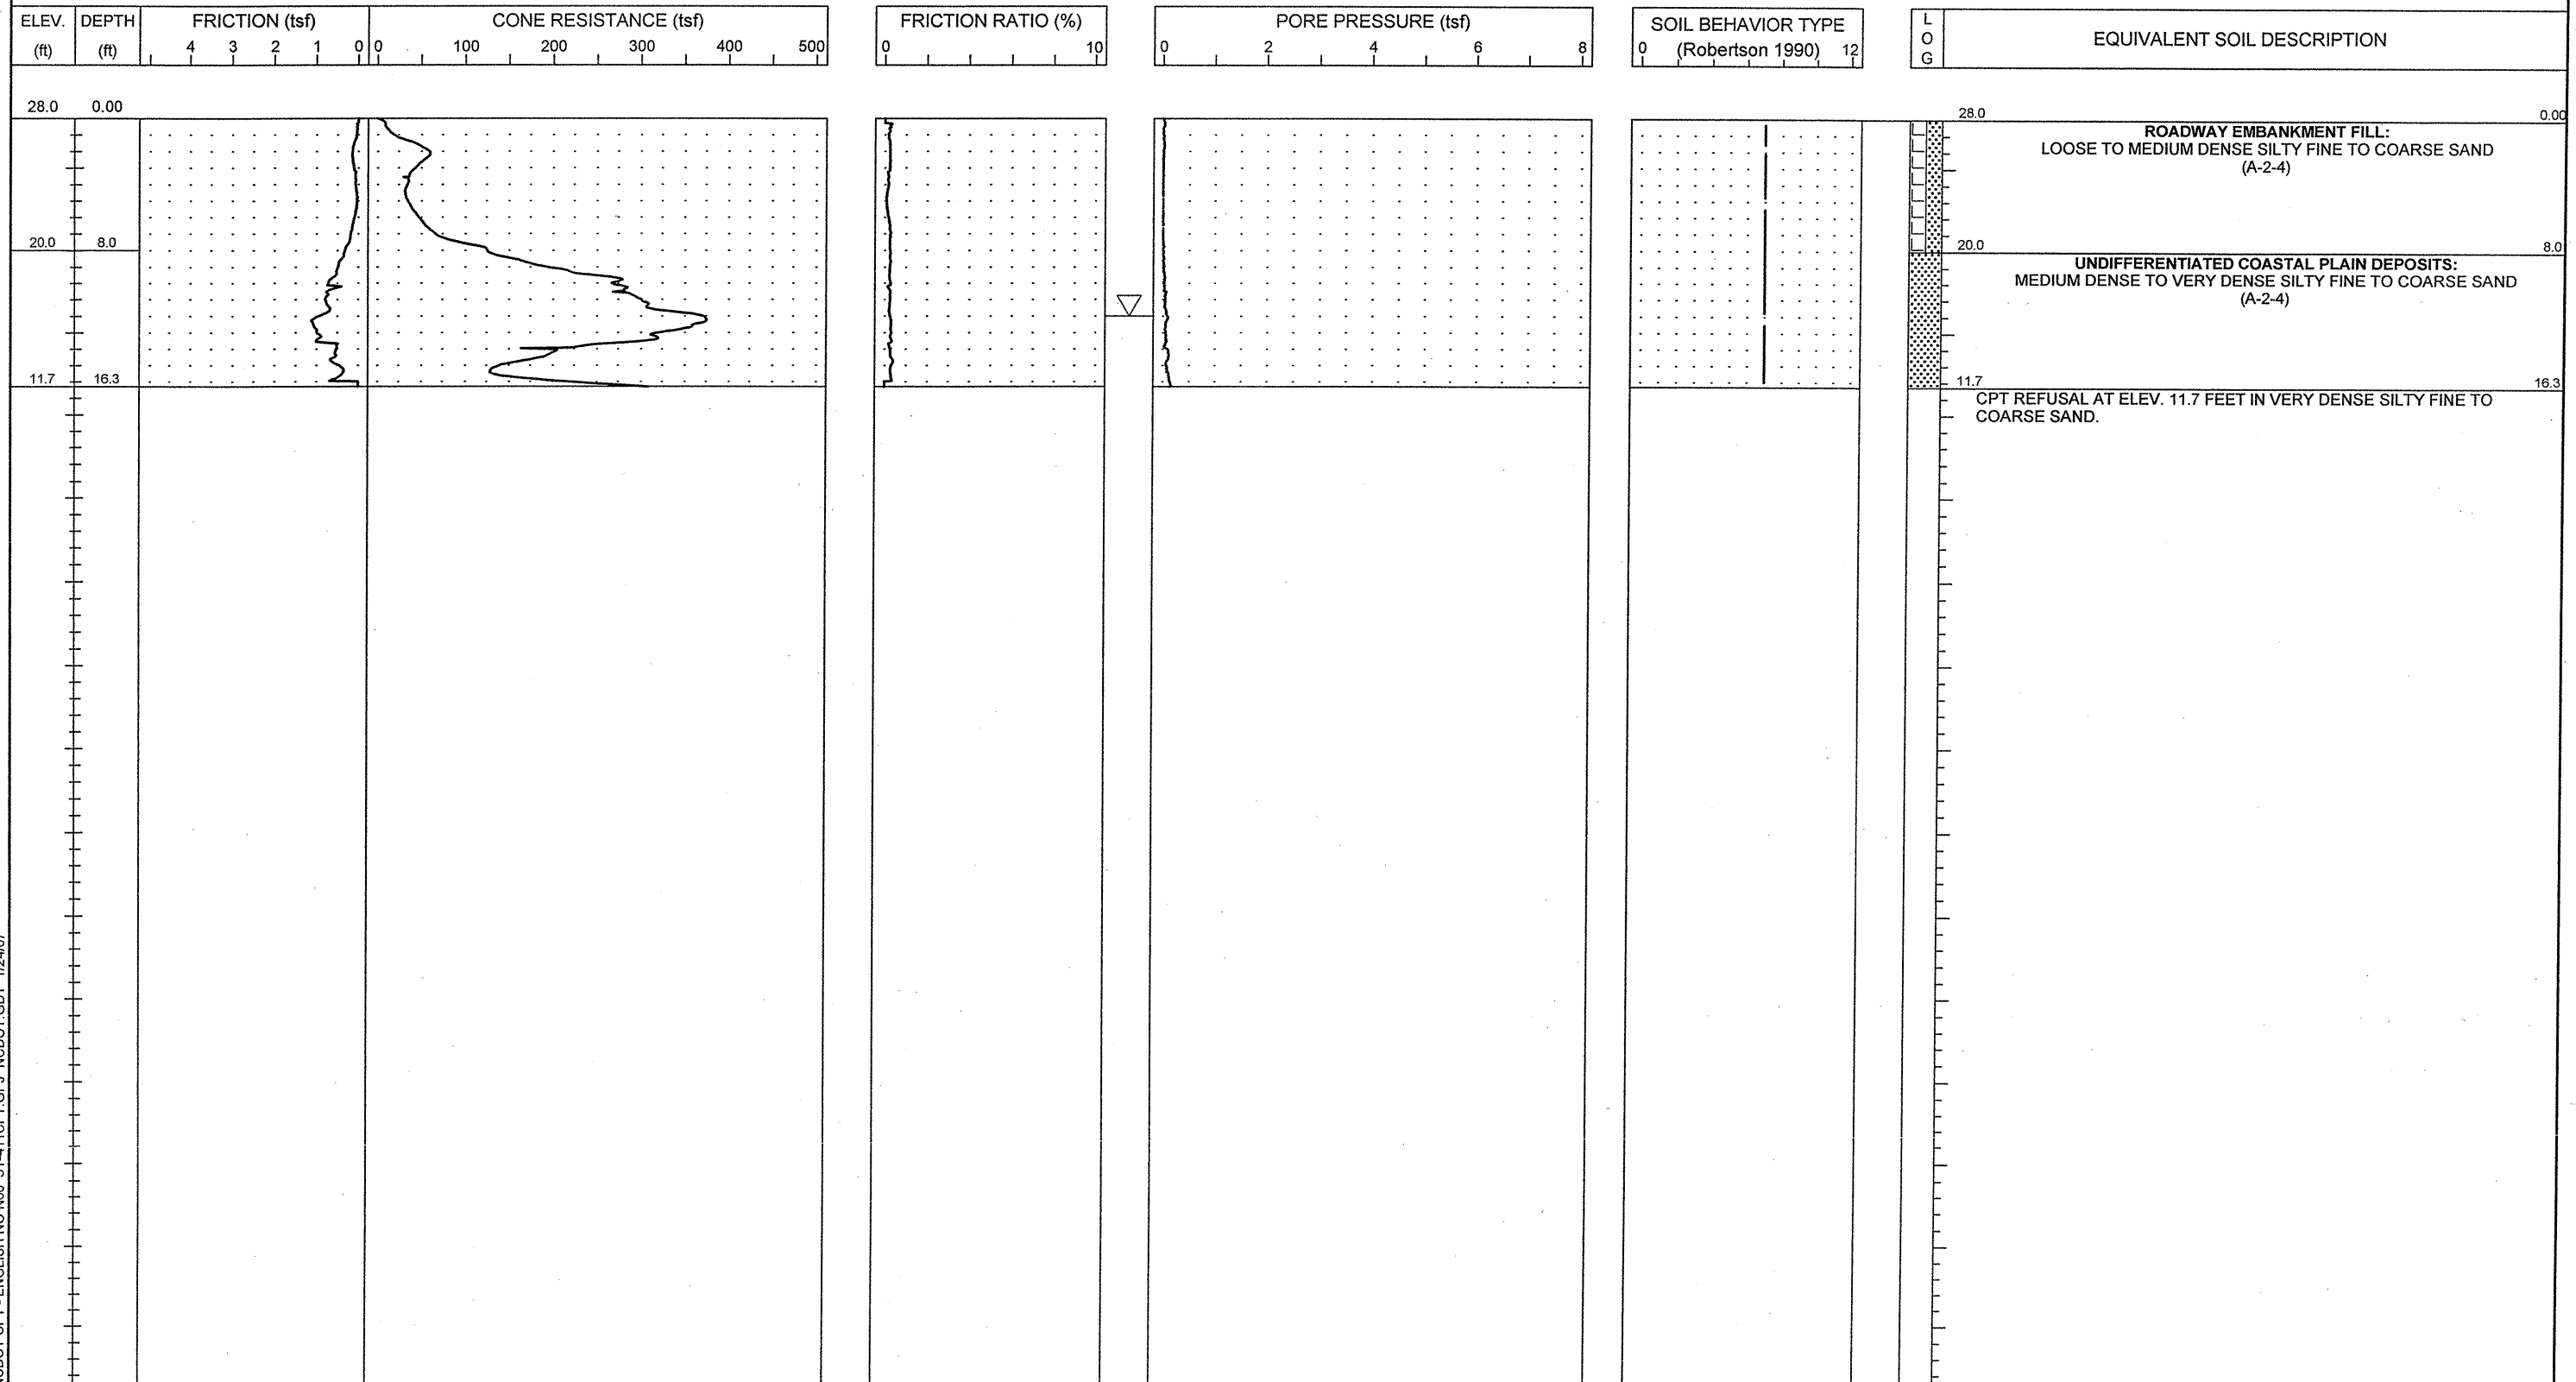 ELEV. DEPTH FRICTION (tsf) CONE RESISTANCE (tsf) FRICTION RATIO (%) PORE PRESSURE (tsf) SOIL BEHAVIOR TYPE L
(ft) (ft) 4 3 2 1 0 0 100 200 300 400 500 0 10 0 2 4 6 8 0 (Robertson 1990) 12 O EQUIVALENT SOIL DESCRIPTION
G
28.0 0.00
28.0 0.00
ROADWAY EMBANKMENT FILL:
LOOSE TO MEDIUM DENSE SILTY FINE TO COARSE SAND
(A-2-4)
20.0 8.0
20.0 8.0
UNDIFFERENTIATED COASTAL PLAIN DEPOSITS:
MEDIUM DENSE TO VERY DENSE SILTY FINE TO COARSE SAND
(A-2-4)
11.7 16.3
11.7 16.3
CPT REFUSAL AT ELEV. 11.7 FEET IN VERY DENSE SILTY FINE TO
COARSE SAND.